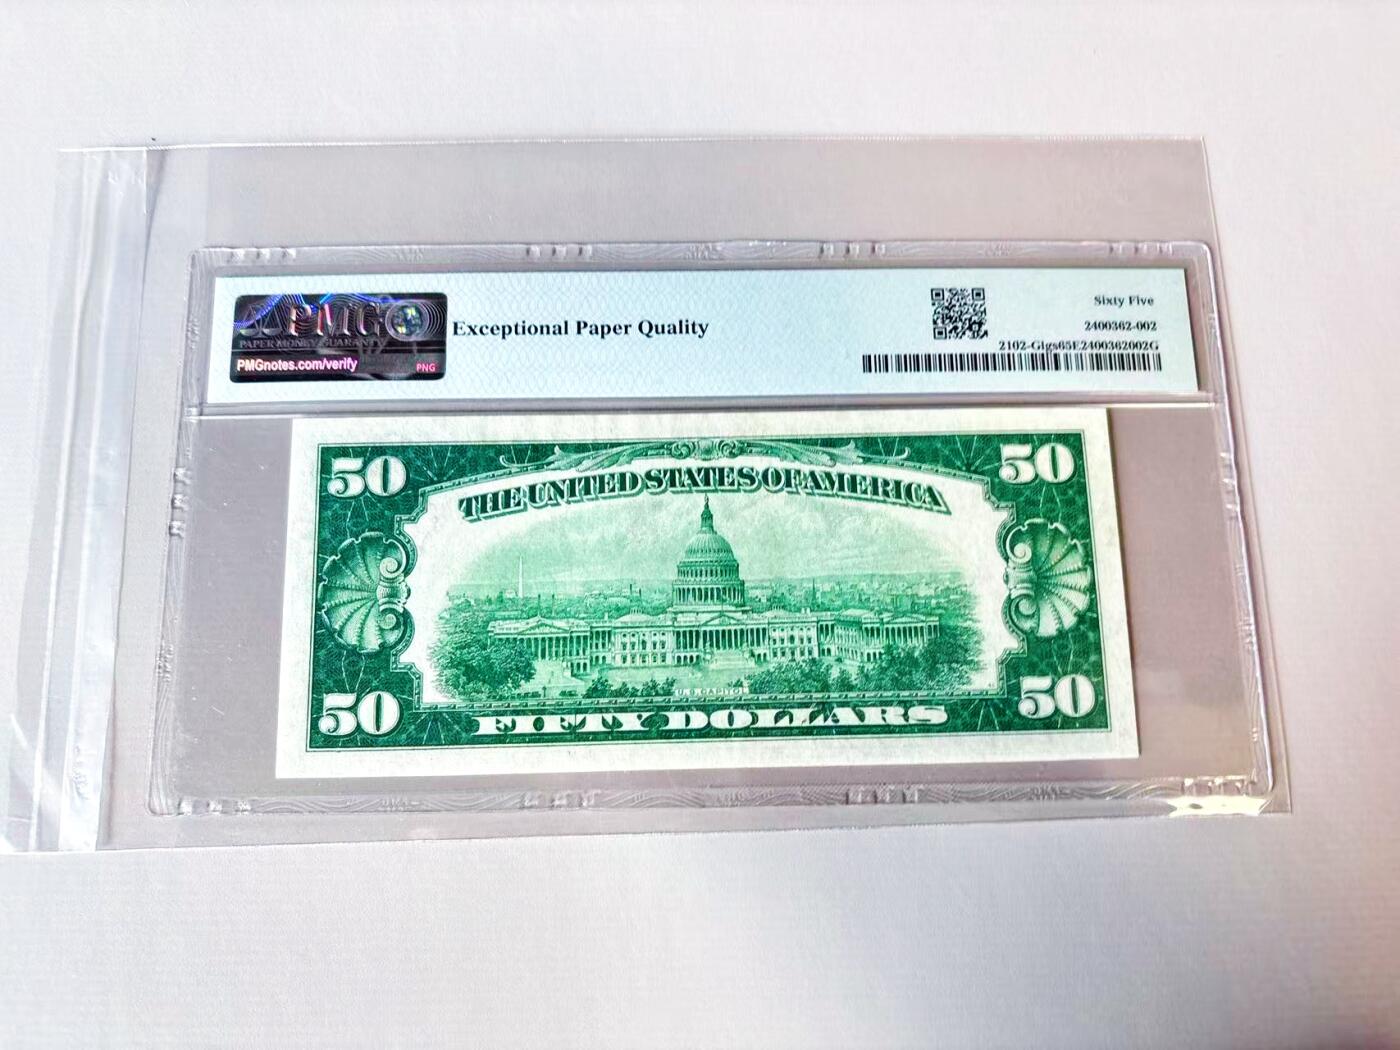 PMG
PAPER MONEY GUARANTY
PMGnotes.com/verify
PNG
Exceptional Paper Quality
Sixty Five
2400362-002
2102-GIgs65E2400362002G
50
50
THE UNITED STATES OF AMERICA
U.S. CAPITOL
50
50
FIFTY DOLLARS